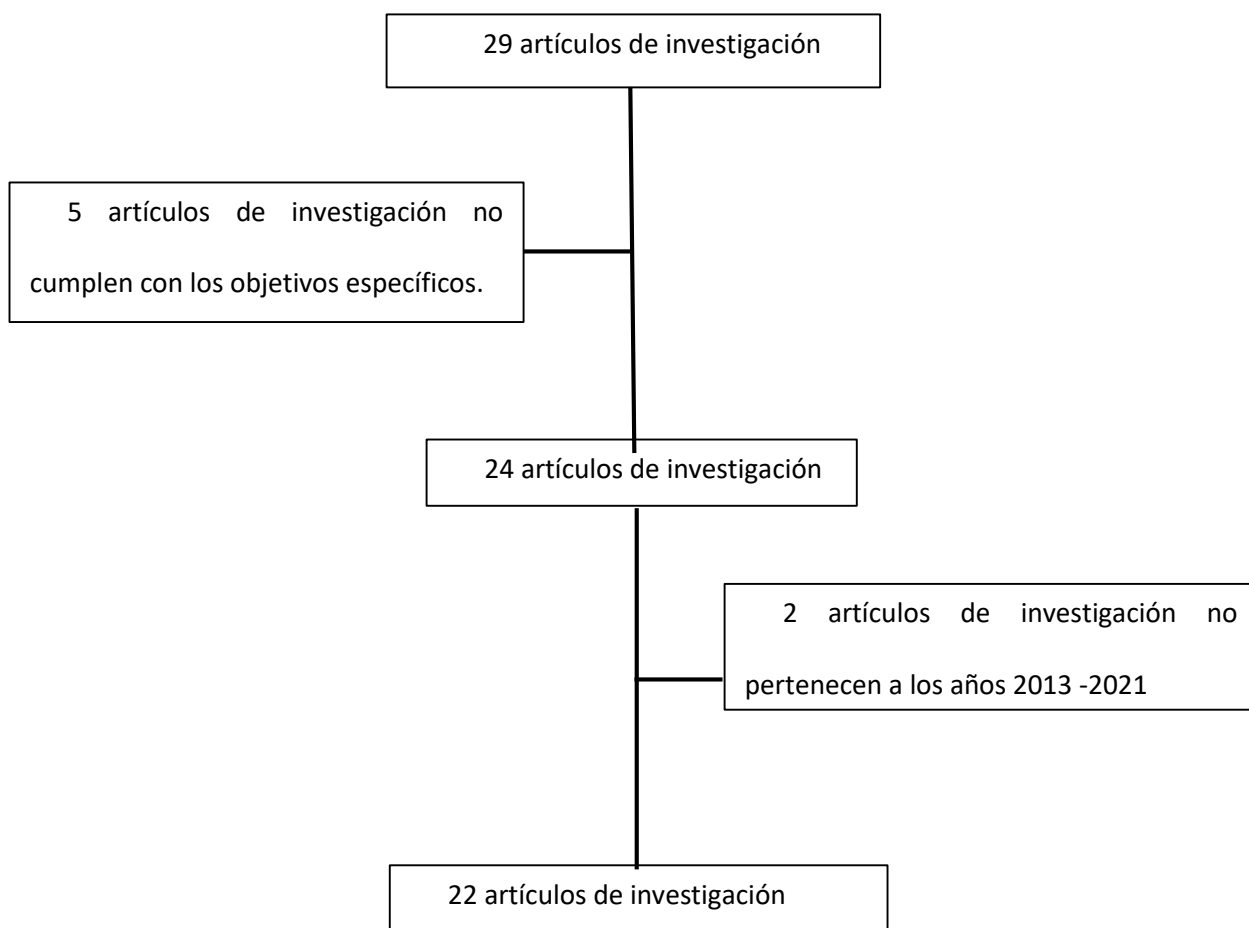 29 artículos de investigación
5 artículos de investigación no
cumplen con los objetivos específicos.
24 artículos de investigación
2 artículos de investigación no
pertenecen a los años 2013 -2021
22 artículos de investigación